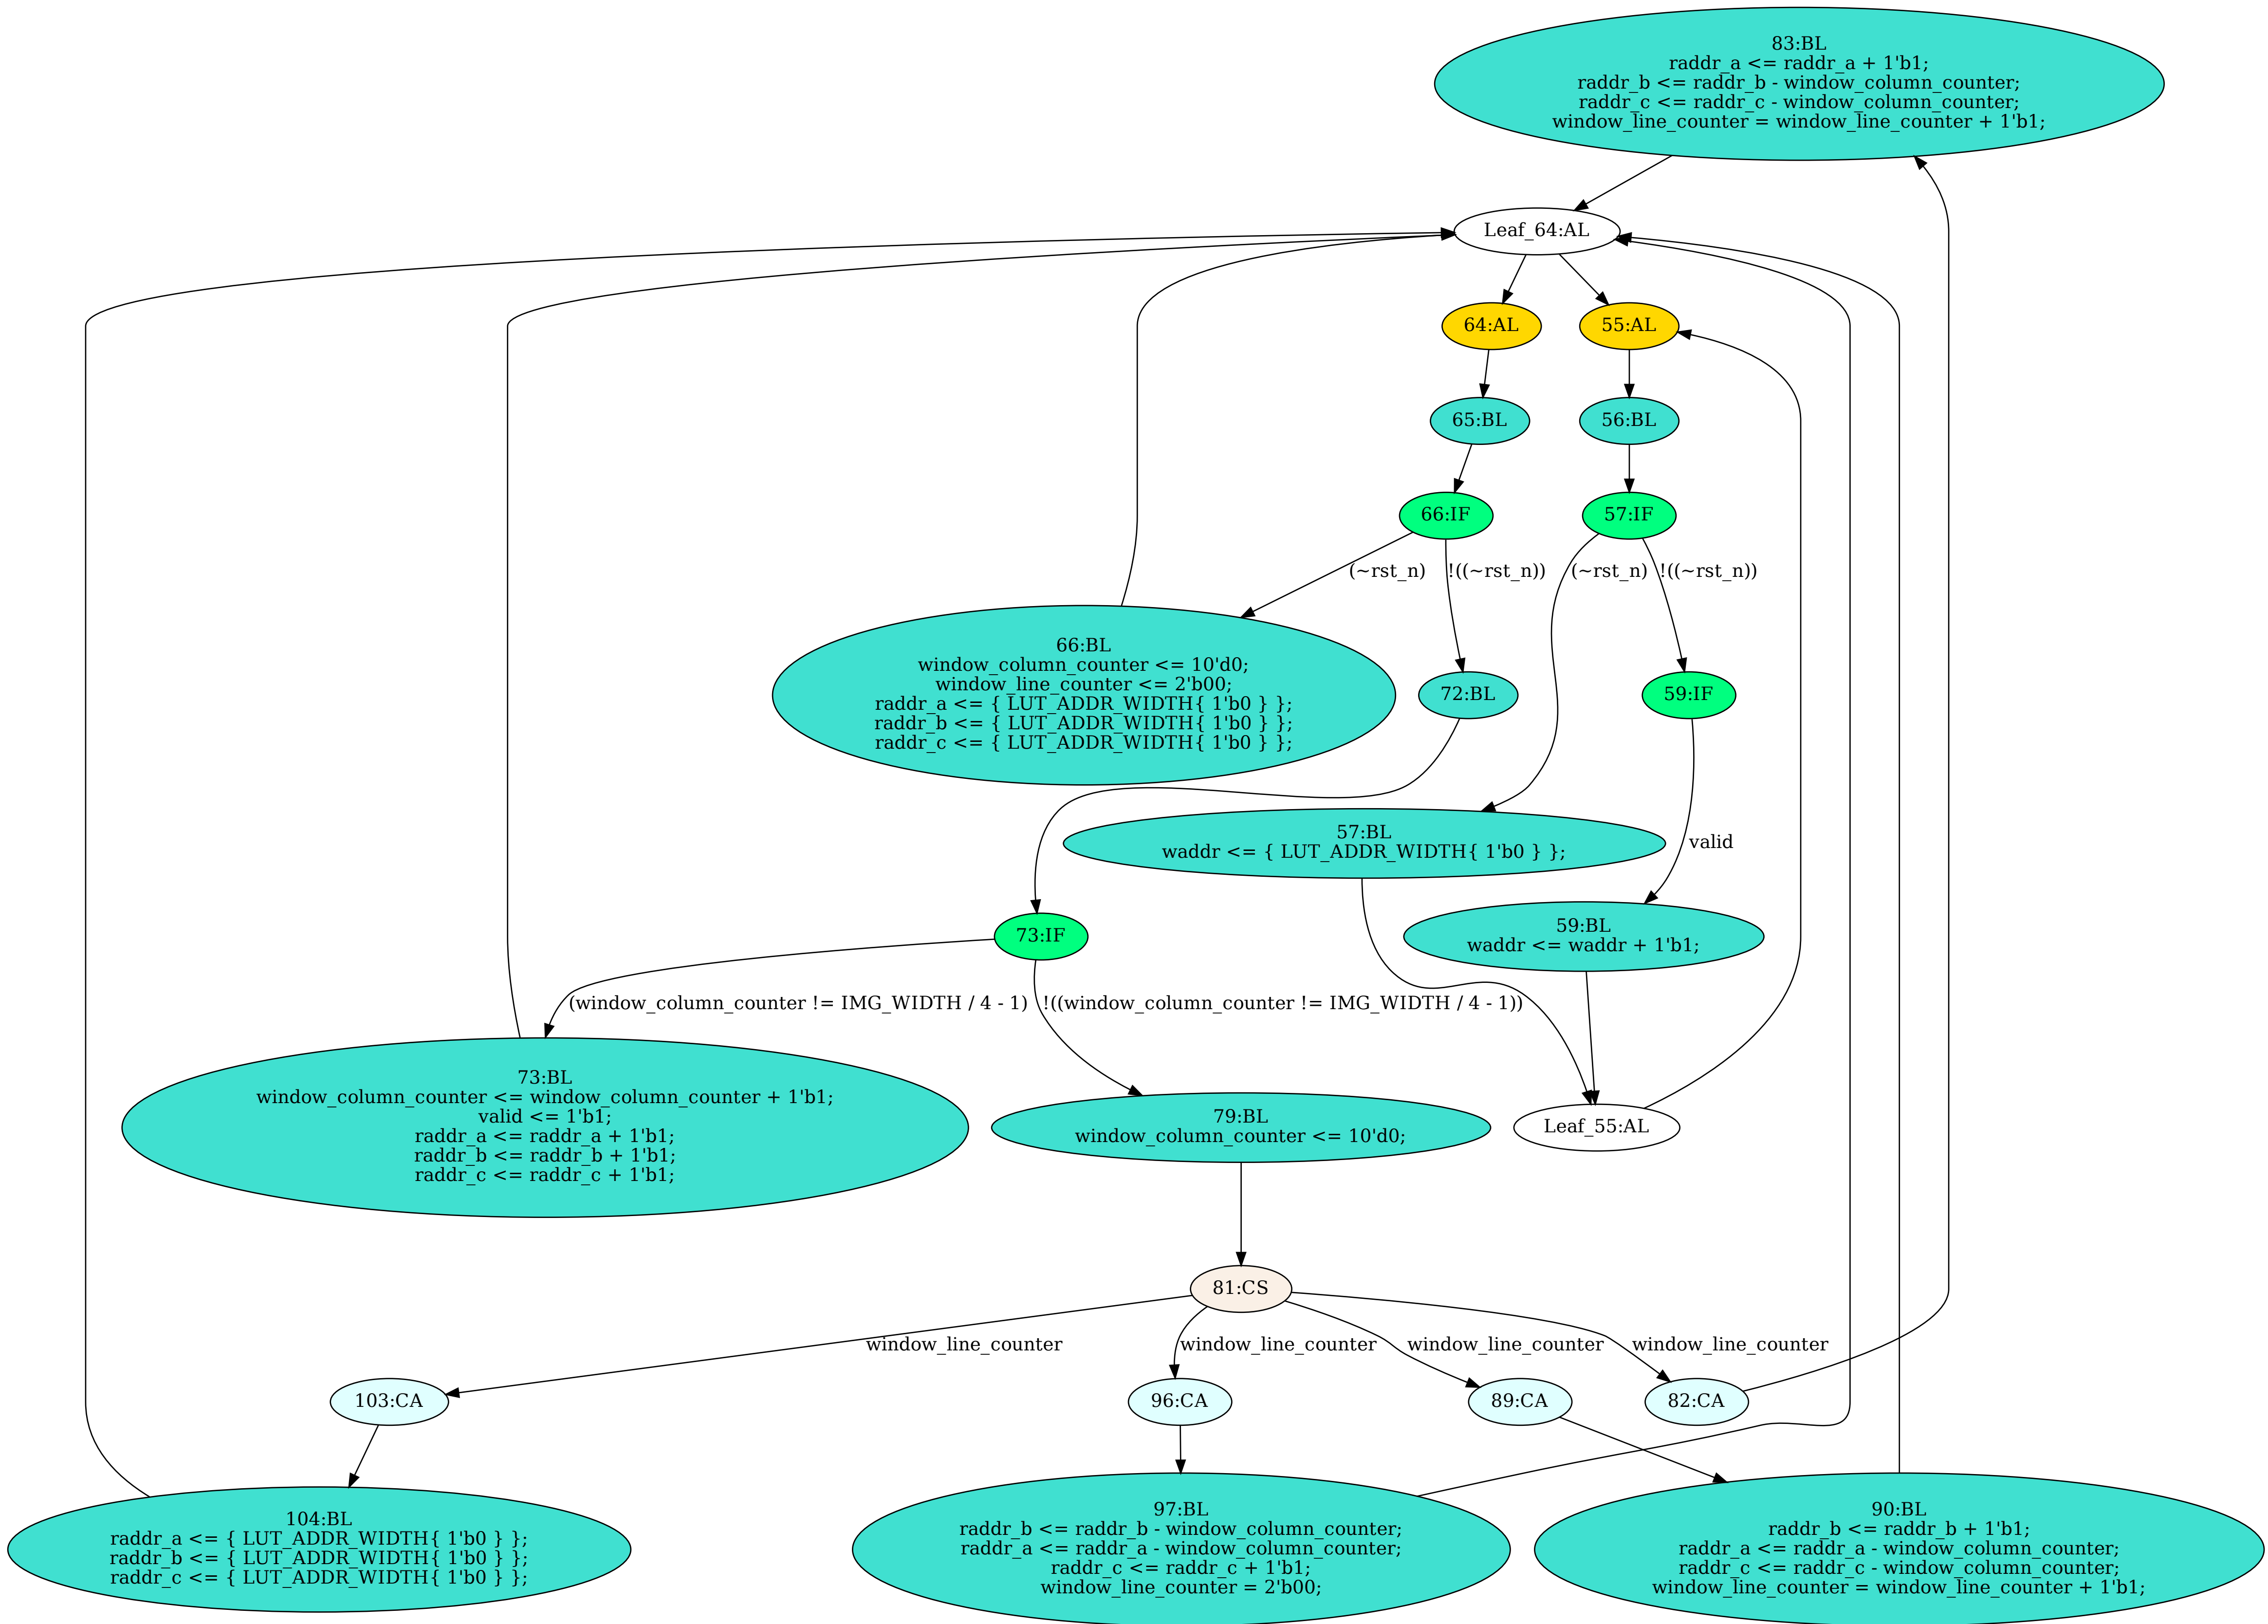 83:BL
raddr_a <= raddr_a + 1'b1;
raddr_b <= raddr_b - window_column_counter;
raddr_c <= raddr_c - window_column_counter;
window_line_counter = window_line_counter + 1'b1;
Leaf_64:AL
64:AL
55:AL
65:BL
56:BL
66:IF
57:IF
(~rst_n)
!((~rst_n))
(~rst_n)
!((~rst_n))
66:BL
window_column_counter <= 10'd0;
window_line_counter <= 2'b00;
raddr_a <= { LUT_ADDR_WIDTH{ 1'b0 } };
raddr_b <= { LUT_ADDR_WIDTH{ 1'b0 } };
raddr_c <= { LUT_ADDR_WIDTH{ 1'b0 } };
72:BL
59:IF
57:BL
waddr <= { LUT_ADDR_WIDTH{ 1'b0 } };
valid
73:IF
59:BL
waddr <= waddr + 1'b1;
(window_column_counter != IMG_WIDTH / 4 - 1)
!((window_column_counter != IMG_WIDTH / 4 - 1))
73:BL
window_column_counter <= window_column_counter + 1'b1;
valid <= 1'b1;
raddr_a <= raddr_a + 1'b1;
raddr_b <= raddr_b + 1'b1;
raddr_c <= raddr_c + 1'b1;
79:BL
window_column_counter <= 10'd0;
Leaf_55:AL
81:CS
window_line_counter
window_line_counter
window_line_counter
window_line_counter
103:CA
96:CA
89:CA
82:CA
104:BL
raddr_a <= { LUT_ADDR_WIDTH{ 1'b0 } };
raddr_b <= { LUT_ADDR_WIDTH{ 1'b0 } };
raddr_c <= { LUT_ADDR_WIDTH{ 1'b0 } };
97:BL
raddr_b <= raddr_b - window_column_counter;
raddr_a <= raddr_a - window_column_counter;
raddr_c <= raddr_c + 1'b1;
window_line_counter = 2'b00;
90:BL
raddr_b <= raddr_b + 1'b1;
raddr_a <= raddr_a - window_column_counter;
raddr_c <= raddr_c - window_column_counter;
window_line_counter = window_line_counter + 1'b1;